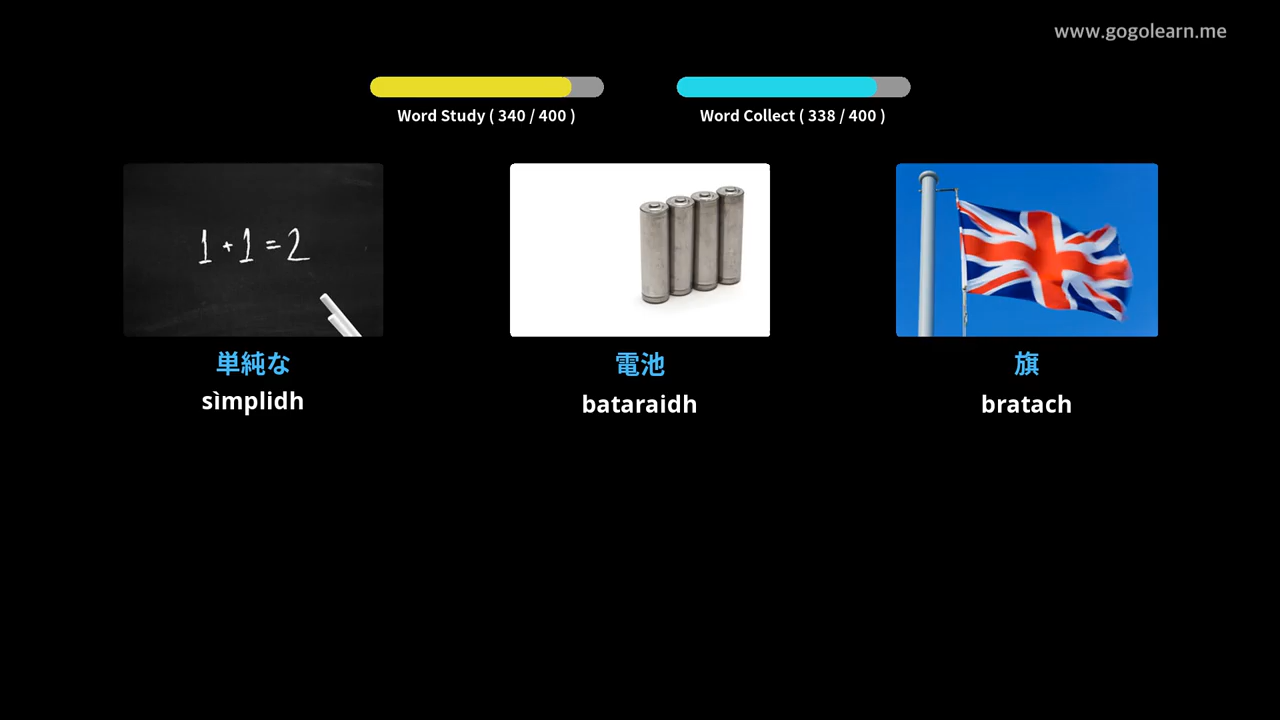 www.gogolearn.me
Word Study ( 340 / 400 )
Word Collect ( 338 / 400 )
1 + 1 = 2
単純な
sìmplidh
電池
bataraidh
旗
bratach